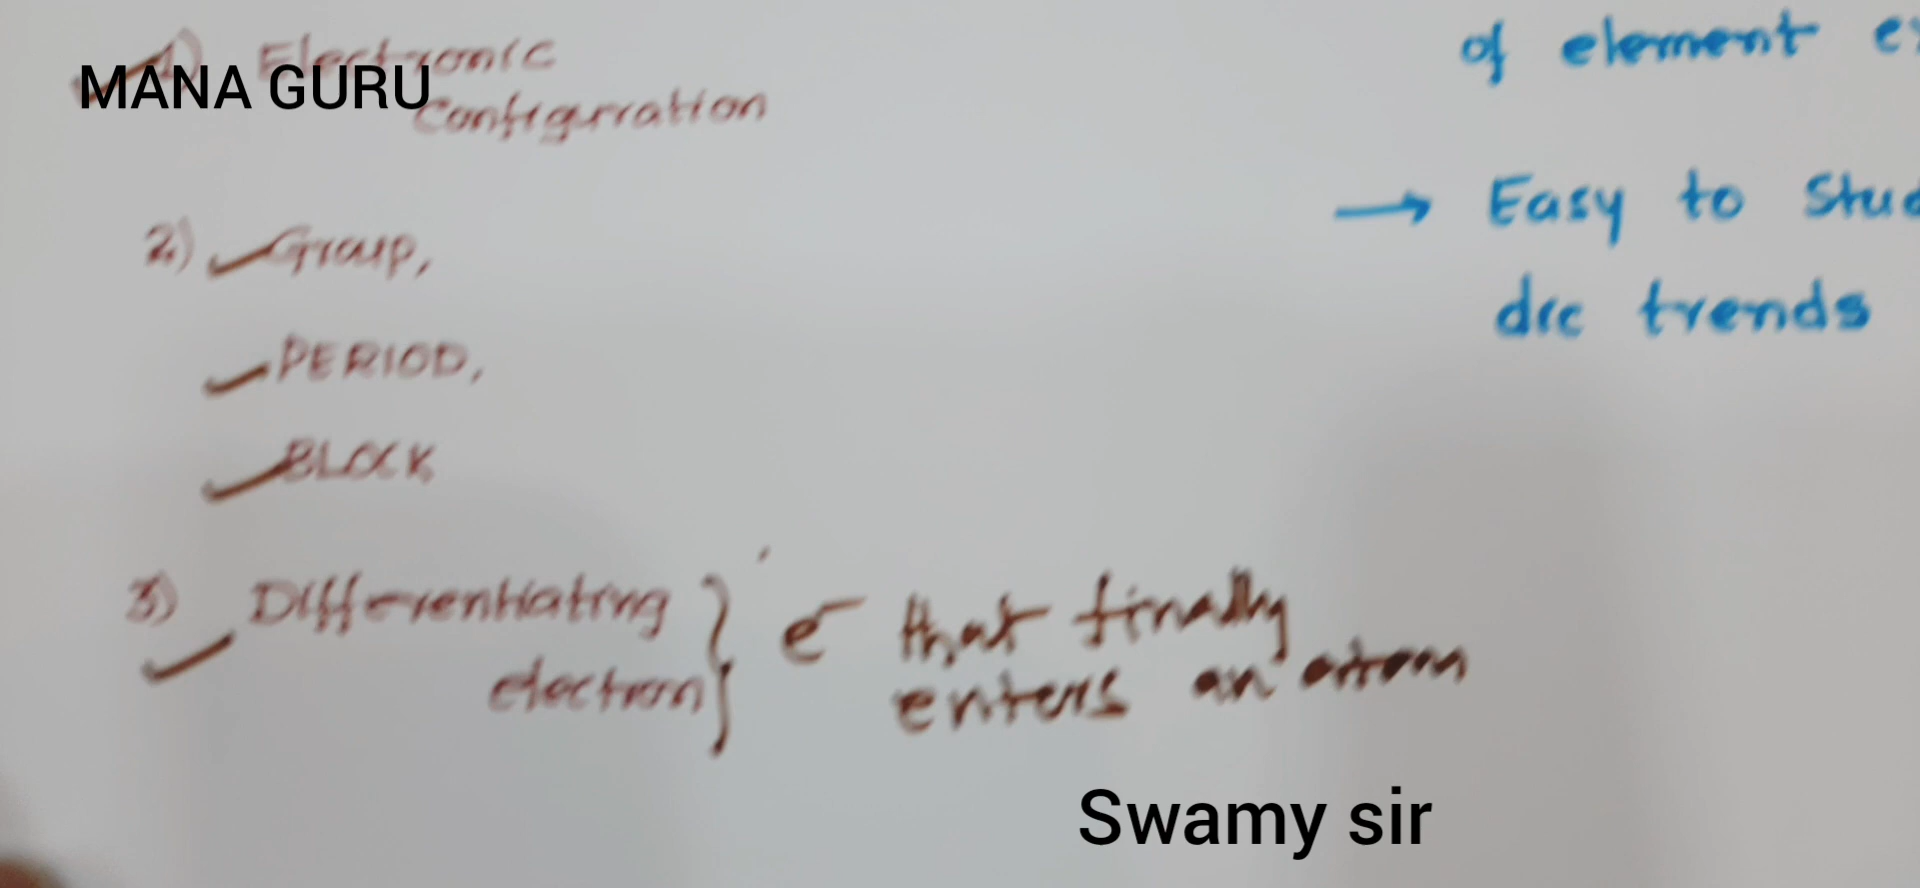 MANA GURU
1) Electronic
Configuration
2) Group,
PERIOD,
BLOCK
3) Differentiating
electron
e⁻ that finally
enters an atom
of element
→ Easy to
dic trends
Swamy sir